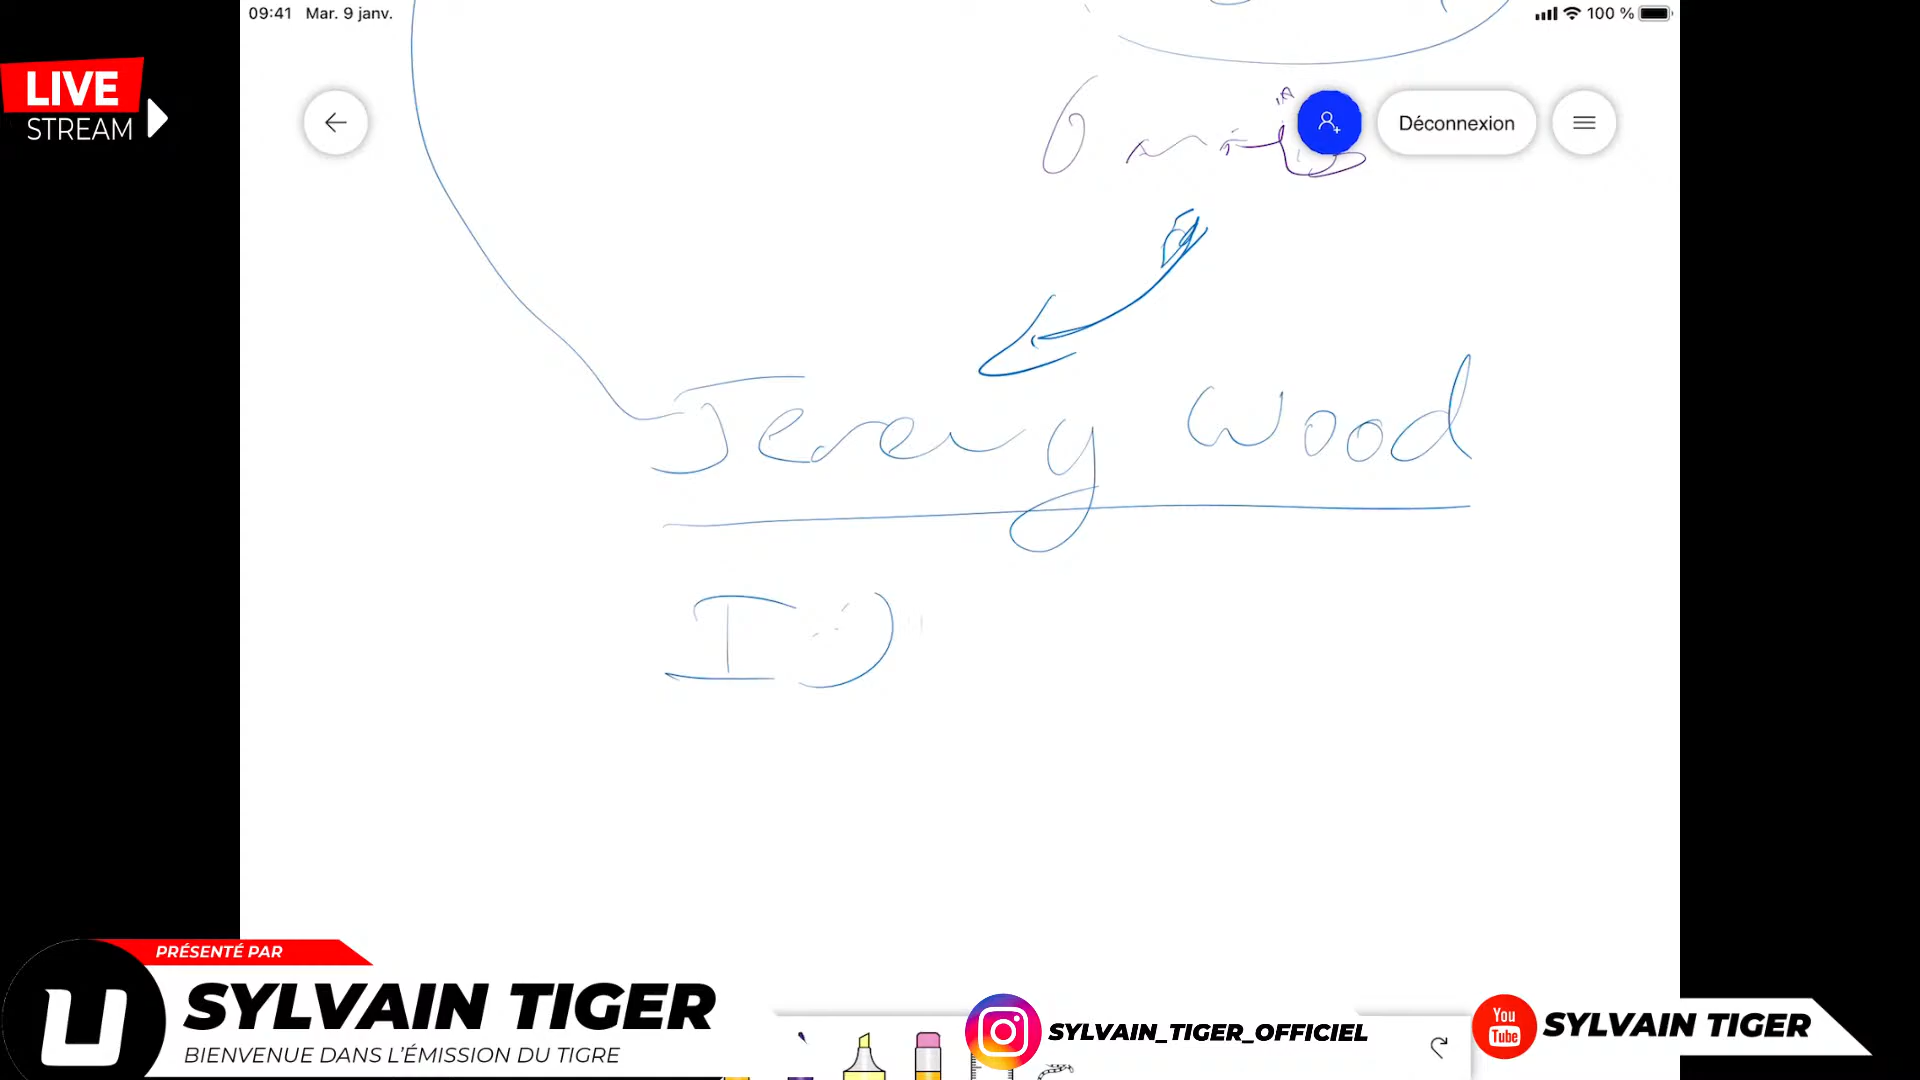 09:41 Mar. 9 janv. 100 %
LIVE
STREAM
Déconnexion
Jeremy Wood
PRÉSENTÉ PAR
SYLVAIN TIGER
BIENVENUE DANS L'ÉMISSION DU TIGRE
SYLVAIN_TIGER_OFFICIEL
You
Tube
SYLVAIN TIGER